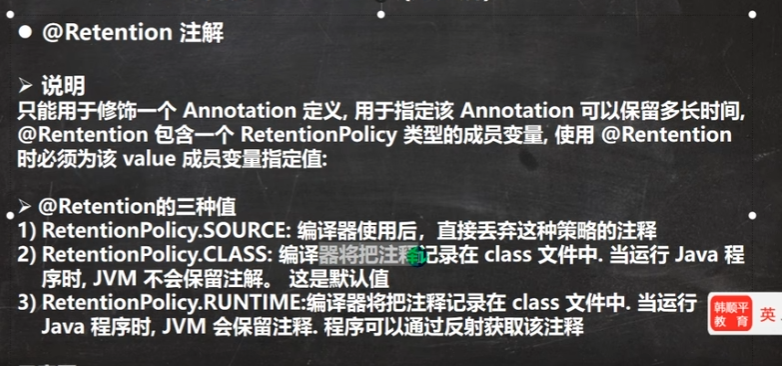 ● @Retention 注解
➢ 说明
只能用于修饰一个 Annotation 定义, 用于指定该 Annotation 可以保留多长时间,
@Rentention 包含一个 RetentionPolicy 类型的成员变量, 使用 @Rentention
时必须为该 value 成员变量指定值:
➢ @Retention的三种值
1) RetentionPolicy.SOURCE: 编译器使用后，直接丢弃这种策略的注释
2) RetentionPolicy.CLASS: 编译器将把注释记录在 class 文件中. 当运行 Java 程
序时, JVM 不会保留注解。 这是默认值
3) RetentionPolicy.RUNTIME:编译器将把注释记录在 class 文件中. 当运行
Java 程序时, JVM 会保留注释. 程序可以通过反射获取该注释
韩顺平
教育
英